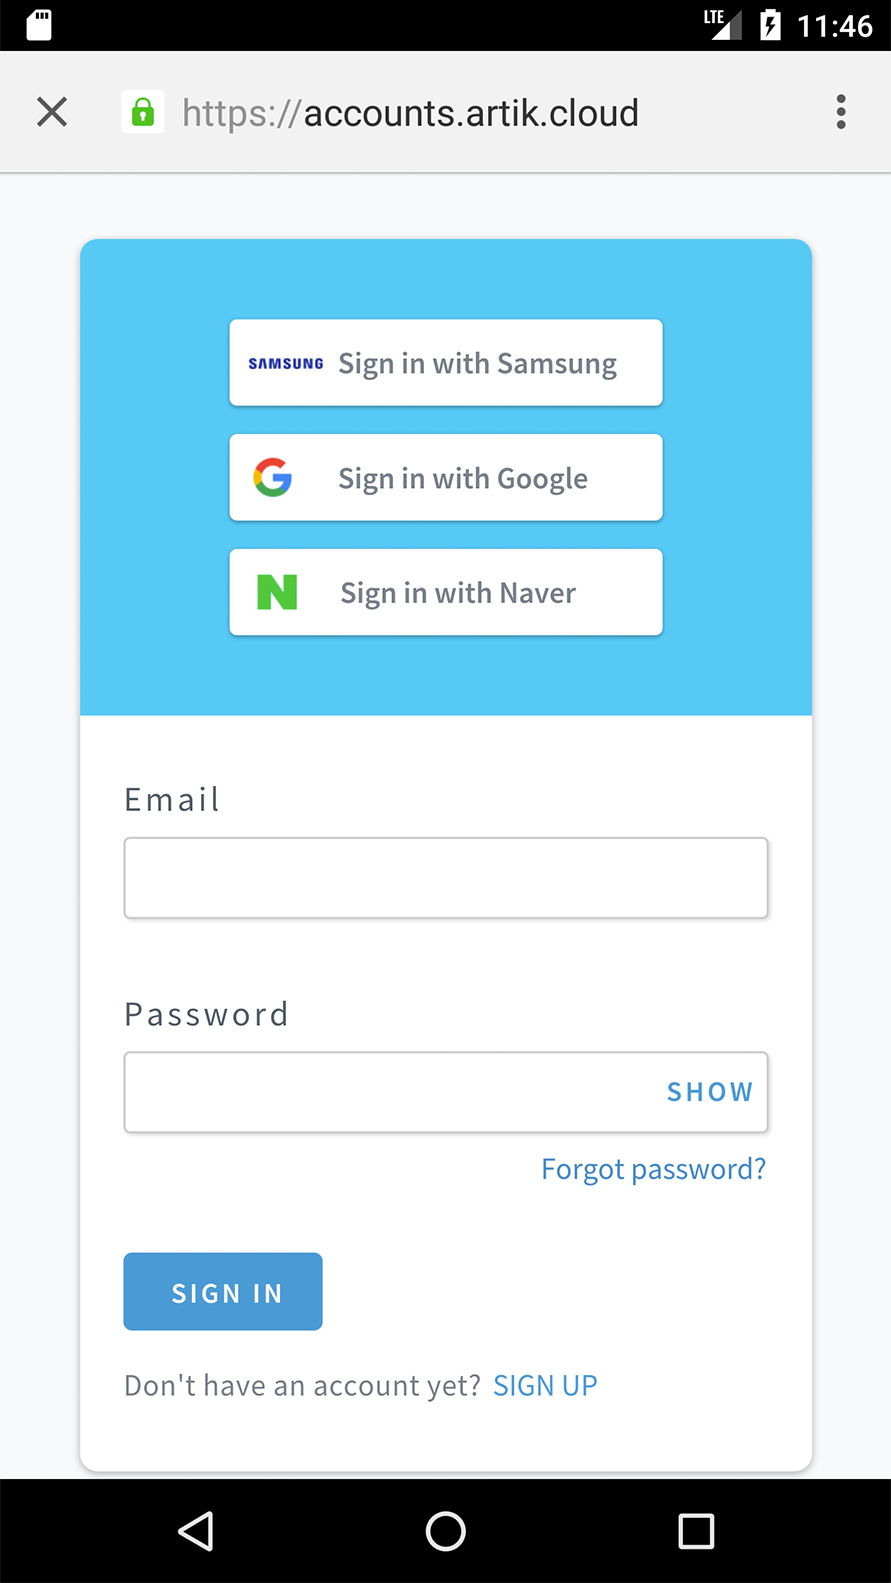 LTE 11:46
https://accounts.artik.cloud
SAMSUNG Sign in with Samsung
G Sign in with Google
N Sign in with Naver
Email
Password
SHOW
Forgot password?
SIGN IN
Don't have an account yet? SIGN UP